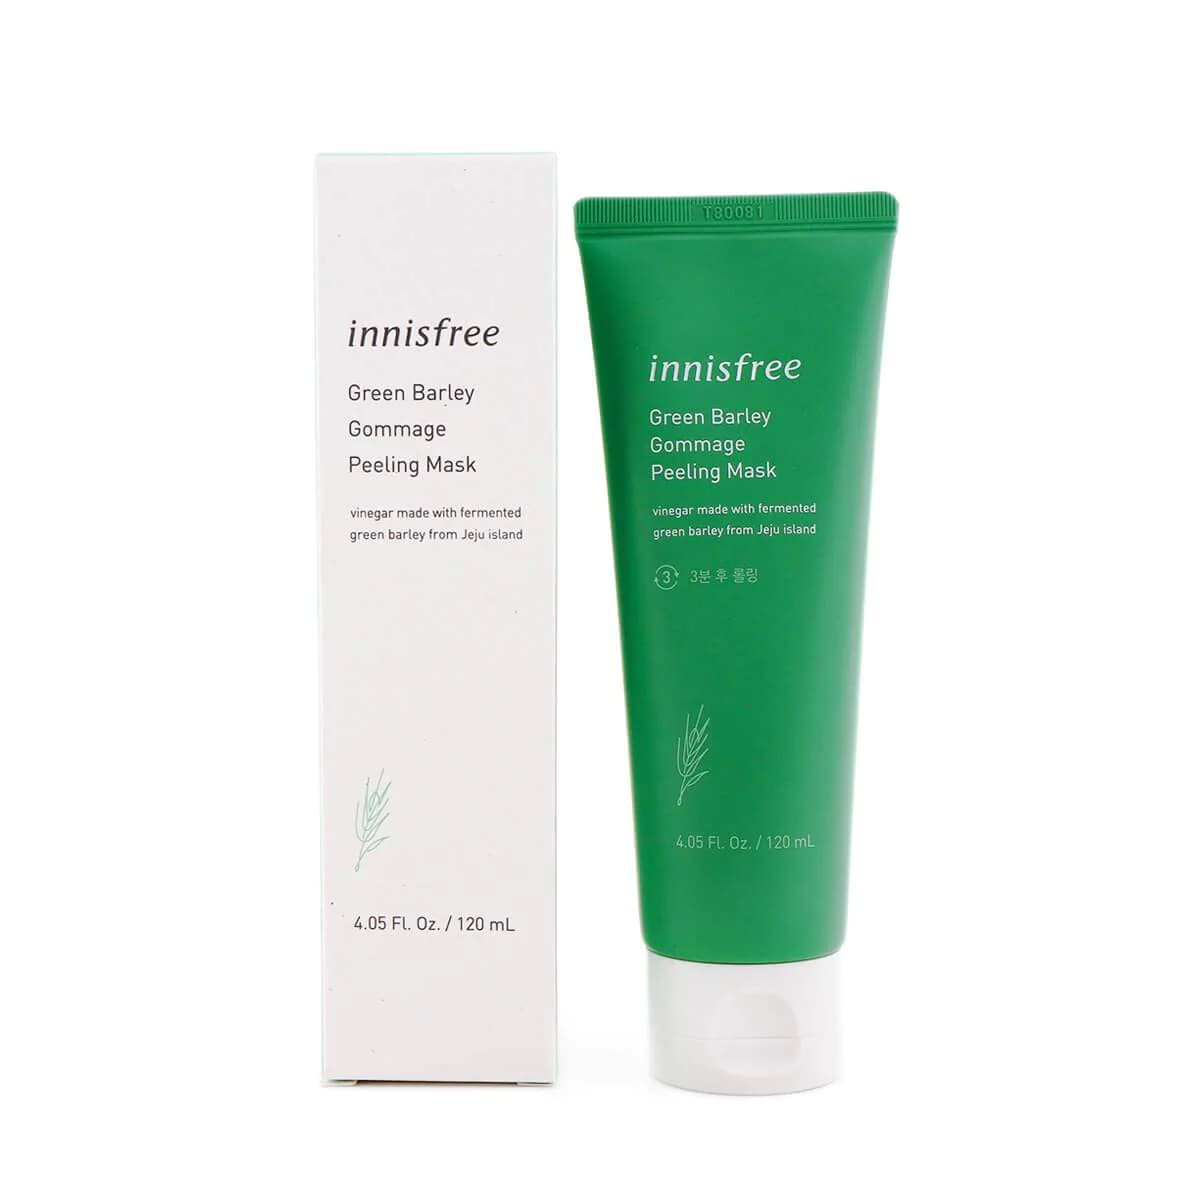 innisfree
Green Barley
Gommage
Peeling Mask
vinegar made with fermented
green barley from Jeju island
4.05 Fl. Oz. / 120 mL
T80081
innisfree
Green Barley
Gommage
Peeling Mask
vinegar made with fermented
green barley from Jeju island
3 3분 후 롤링
4.05 Fl. Oz. / 120 mL